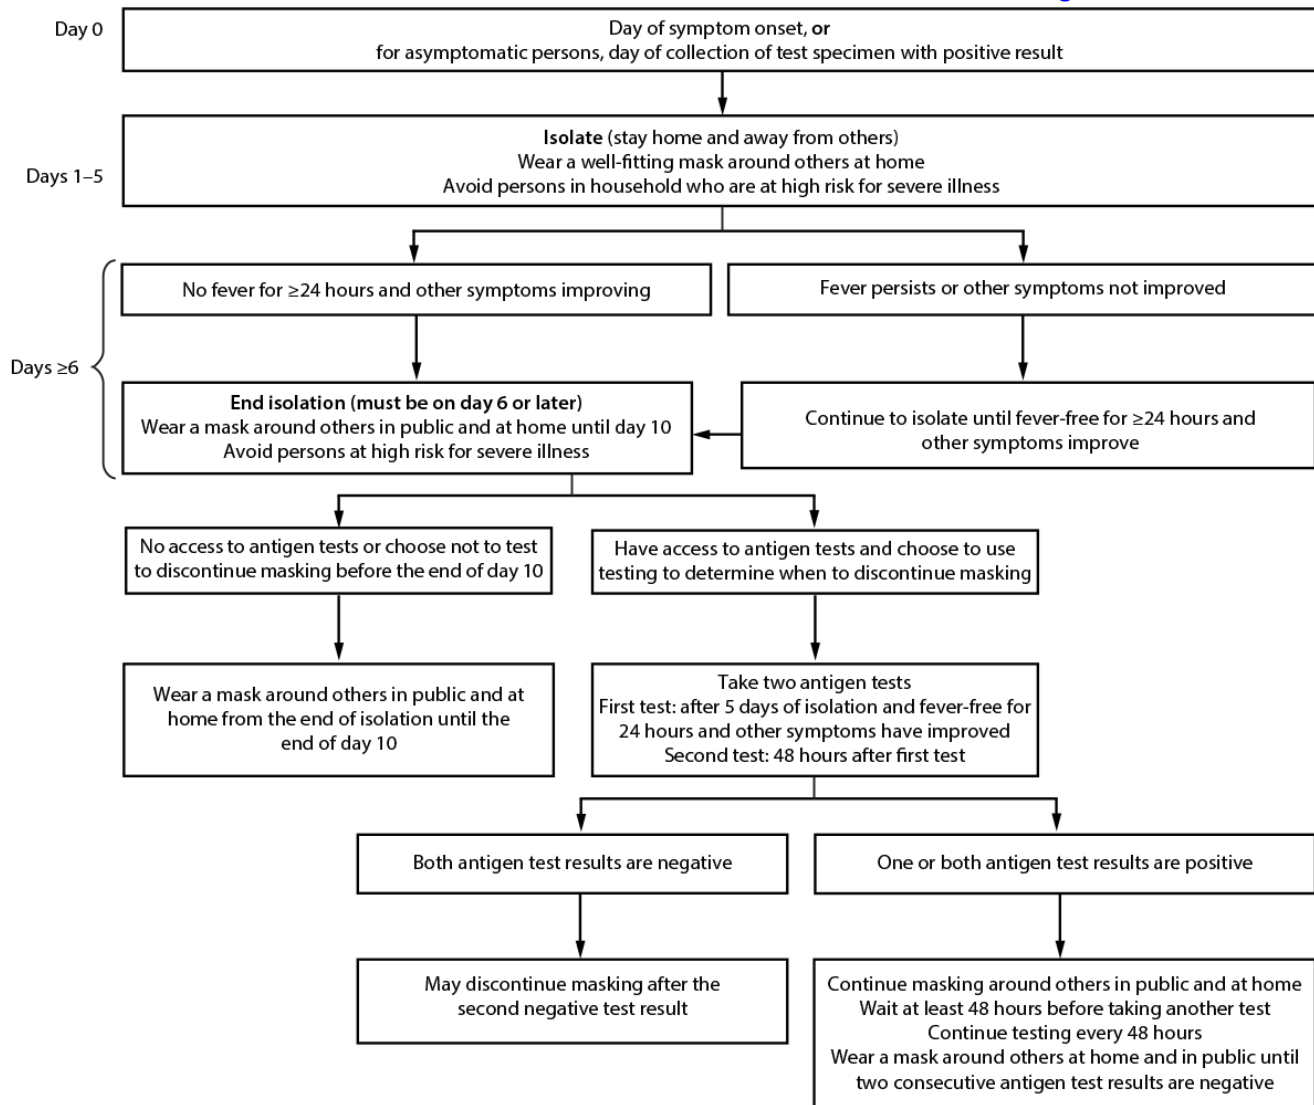 Day 0
Day of symptom onset, or
for asymptomatic persons, day of collection of test specimen with positive result
Days 1–5
Isolate (stay home and away from others)
Wear a well-fitting mask around others at home
Avoid persons in household who are at high risk for severe illness
Days ≥6
No fever for ≥24 hours and other symptoms improving
Fever persists or other symptoms not improved
End isolation (must be on day 6 or later)
Wear a mask around others in public and at home until day 10
Avoid persons at high risk for severe illness
Continue to isolate until fever-free for ≥24 hours and
other symptoms improve
No access to antigen tests or choose not to test
to discontinue masking before the end of day 10
Have access to antigen tests and choose to use
testing to determine when to discontinue masking
Wear a mask around others in public and at
home from the end of isolation until the
end of day 10
Take two antigen tests
First test: after 5 days of isolation and fever-free for
24 hours and other symptoms have improved
Second test: 48 hours after first test
Both antigen test results are negative
One or both antigen test results are positive
May discontinue masking after the
second negative test result
Continue masking around others in public and at home
Wait at least 48 hours before taking another test
Continue testing every 48 hours
Wear a mask around others at home and in public until
two consecutive antigen test results are negative